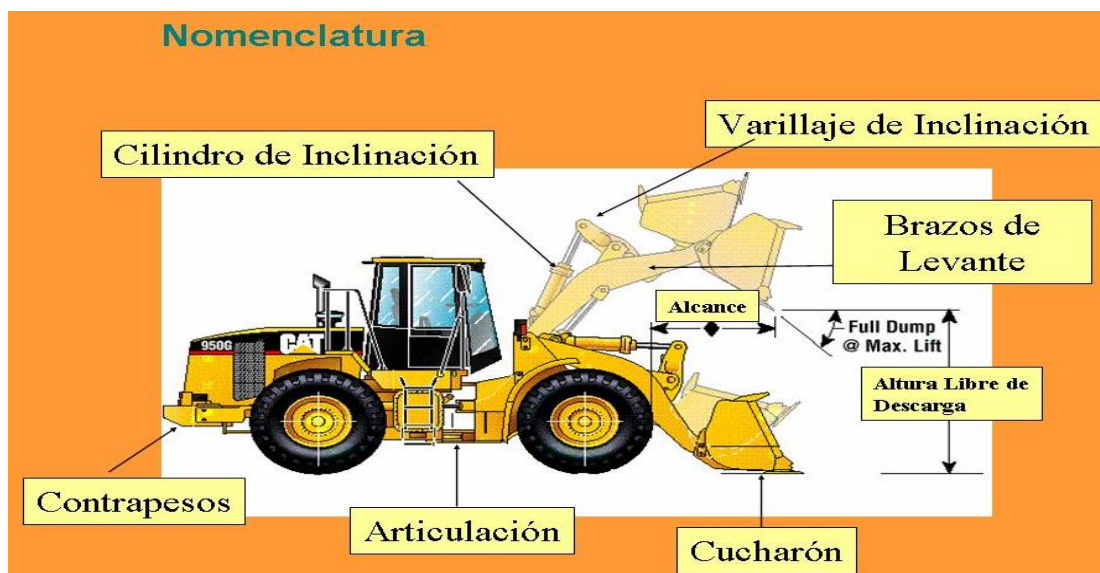 Nomenclatura
Varillaje de Inclinación
Cilindro de Inclinación
Brazos de
Levante
Alcance
Full Dump
@ Max. Lift
950G
CAT
Altura Libre de
Descarga
Contrapesos
Articulación
Cucharón